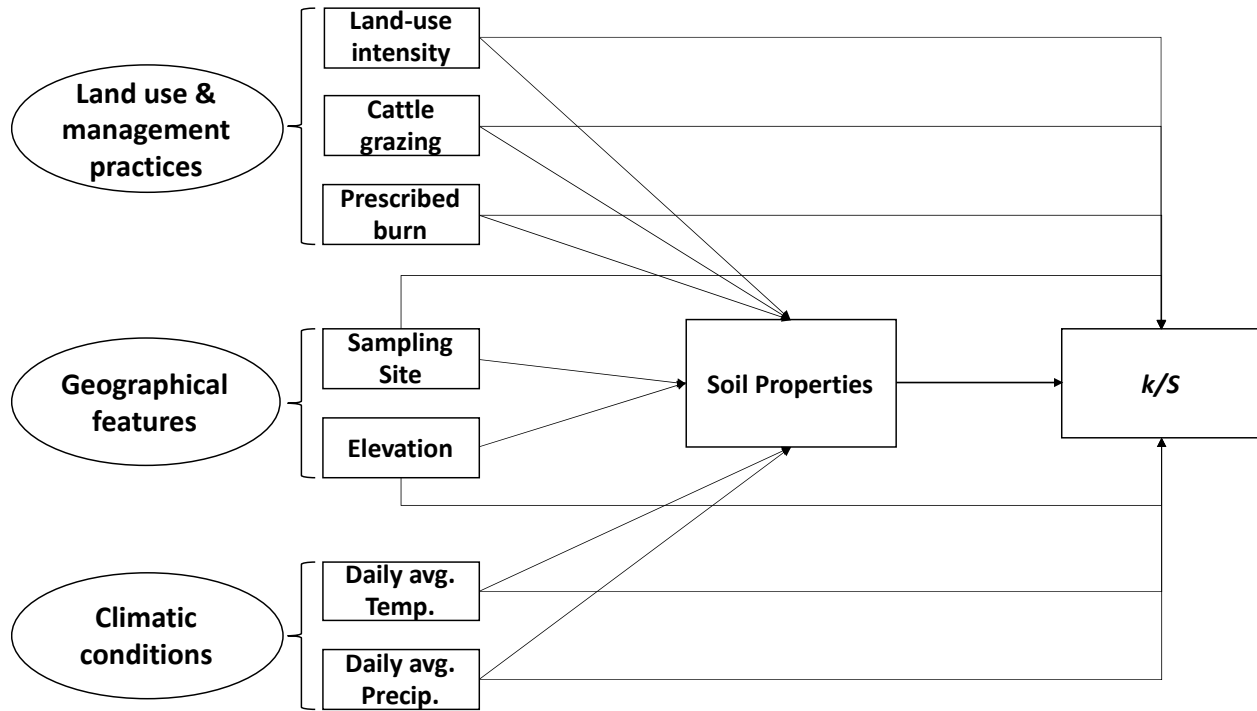 Land use &
management
practices
Land-use
intensity
Cattle
grazing
Prescribed
burn
Geographical
features
Sampling
Site
Elevation
Soil Properties
k/S
Climatic
conditions
Daily avg.
Temp.
Daily avg.
Precip.